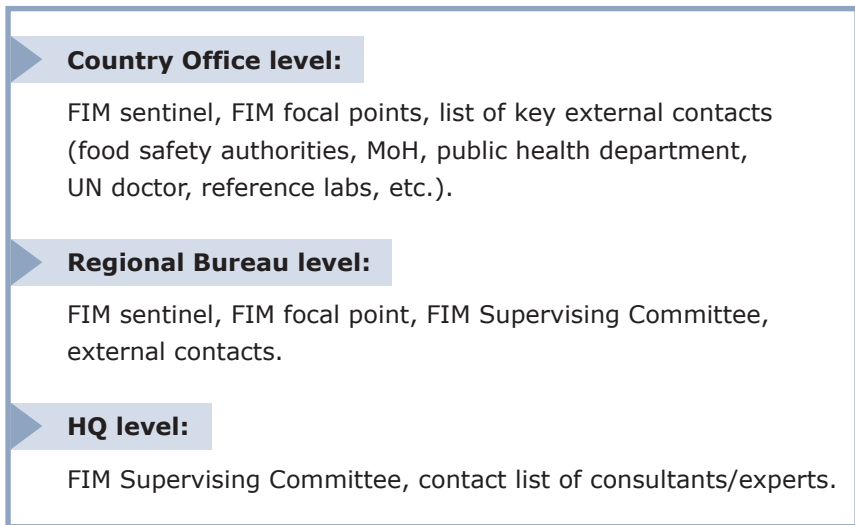 Country Office level:
FIM sentinel, FIM focal points, list of key external contacts
(food safety authorities, MoH, public health department,
UN doctor, reference labs, etc.).
Regional Bureau level:
FIM sentinel, FIM focal point, FIM Supervising Committee,
external contacts.
HQ level:
FIM Supervising Committee, contact list of consultants/experts.